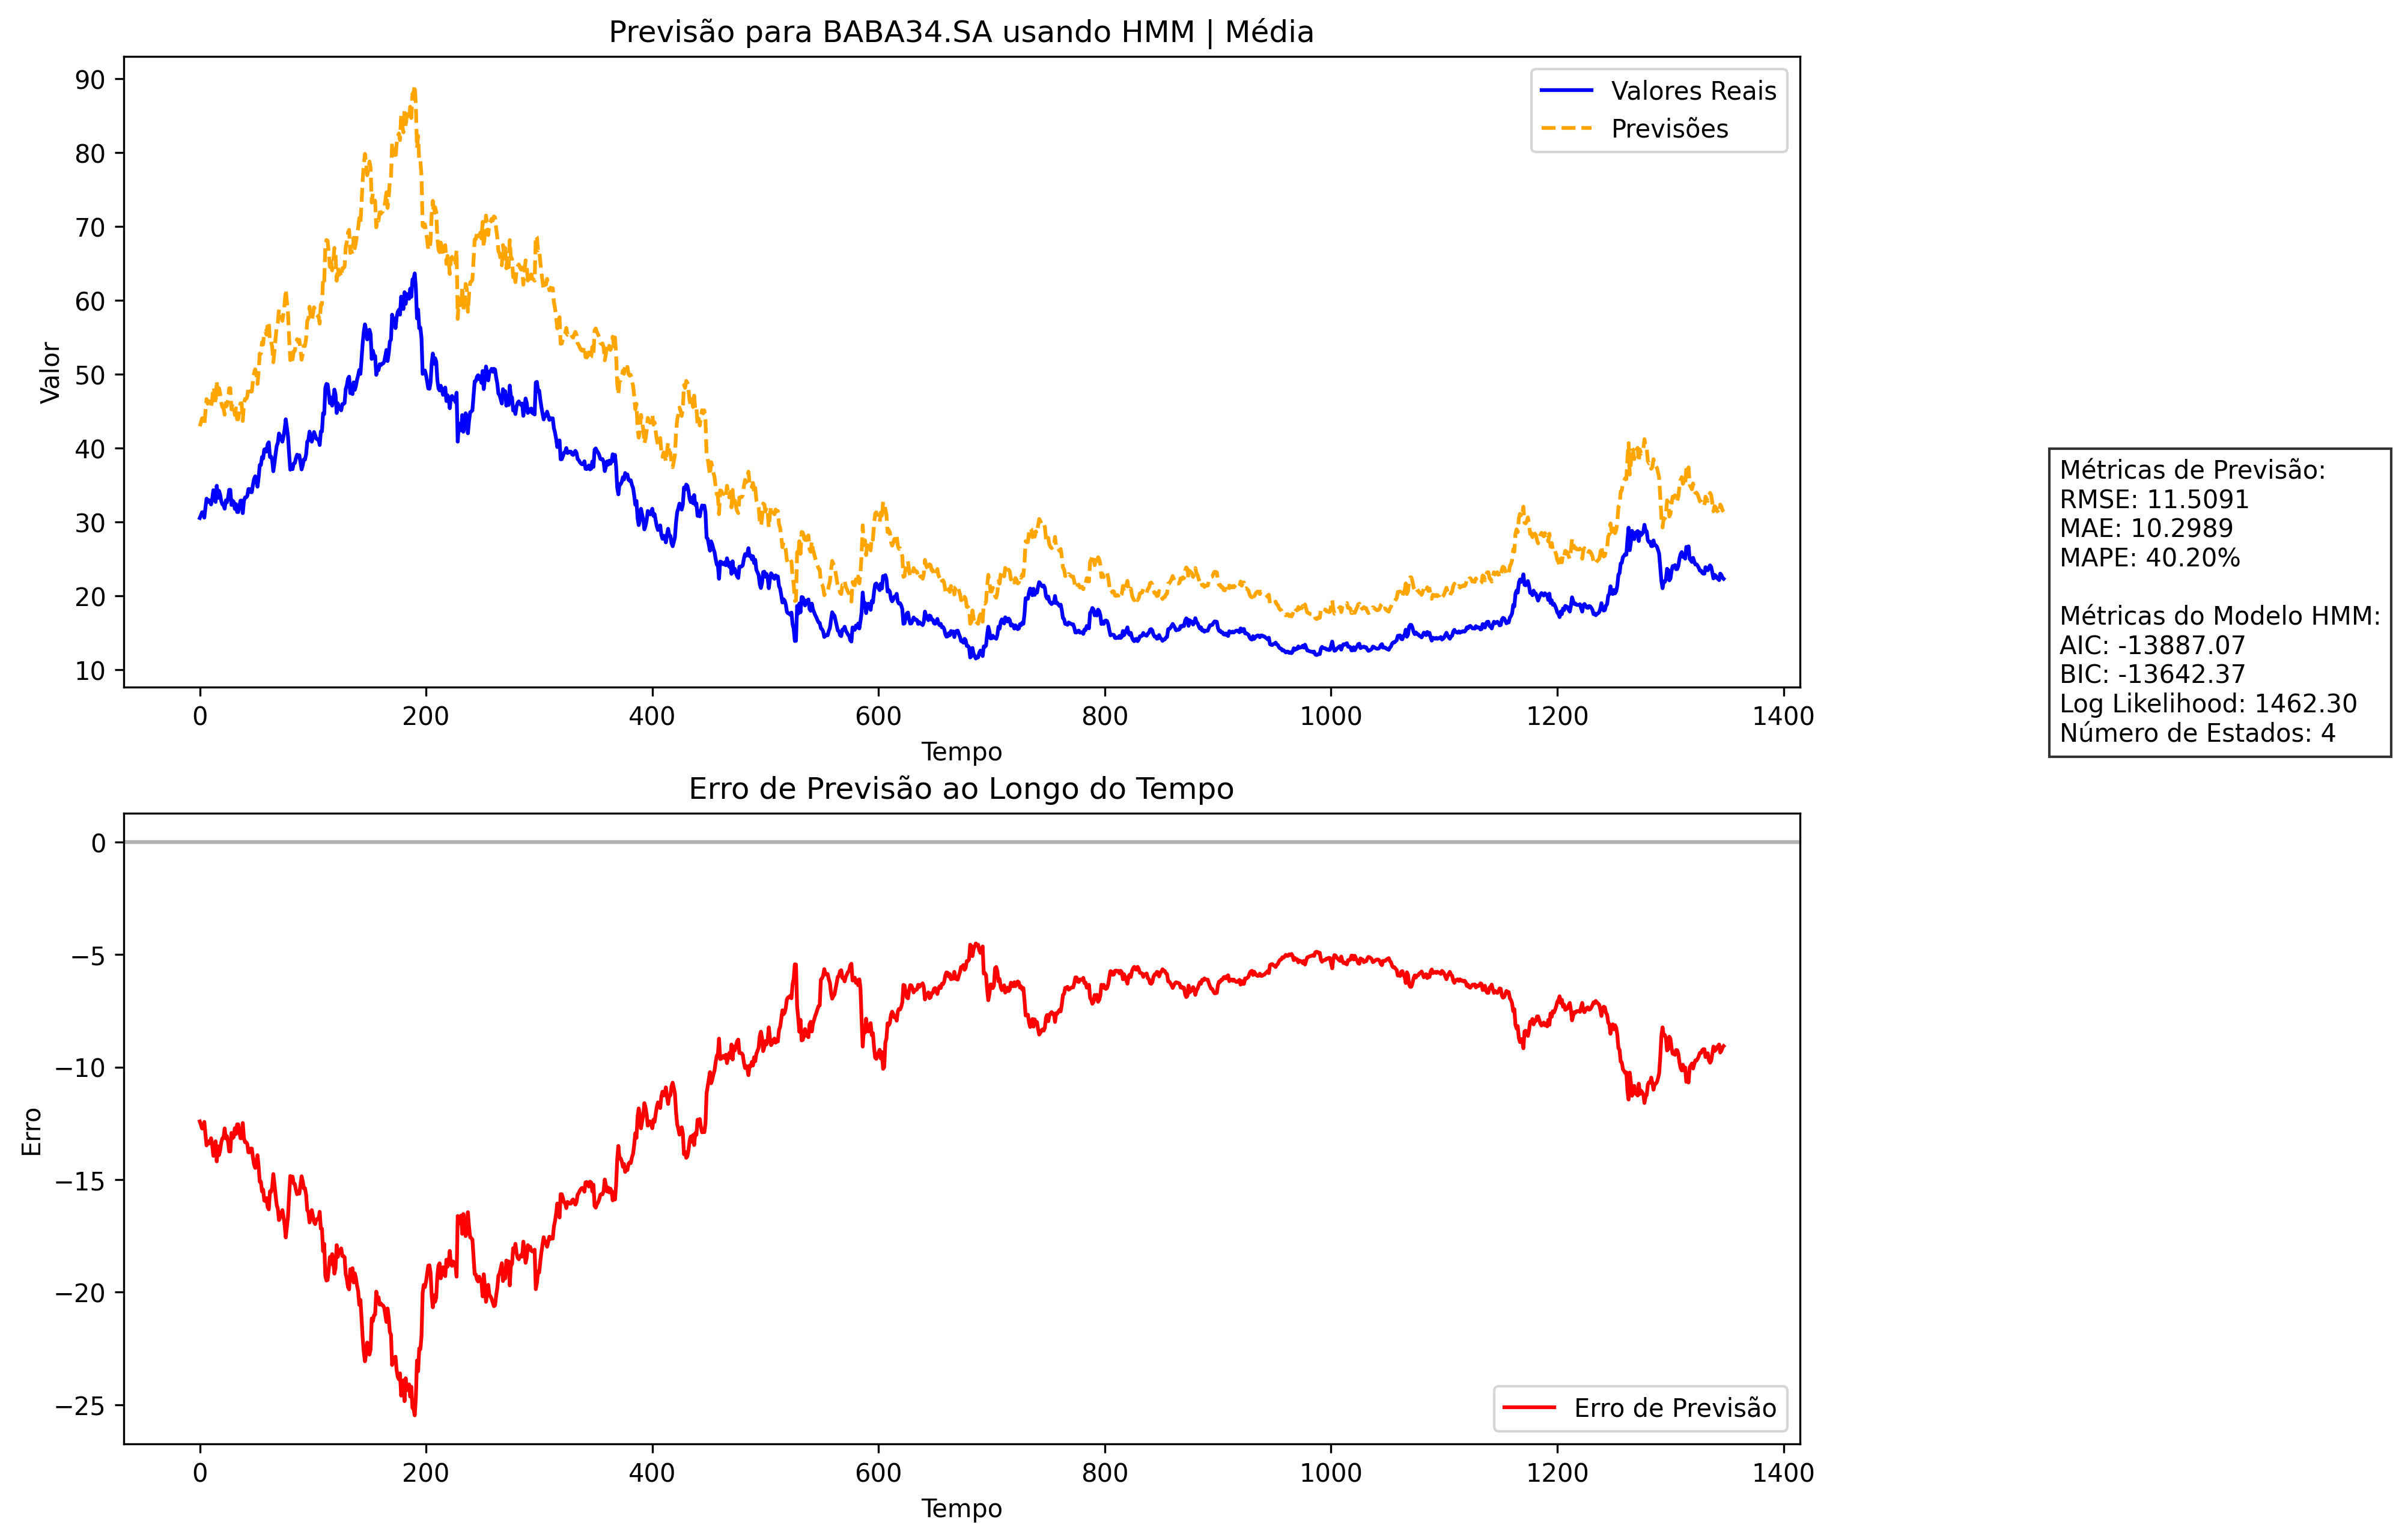 Previsão para BABA34.SA usando HMM | Média
Valor
90
80
70
60
50
40
30
20
10
Valores Reais
Previsões
0 200 400 600 800 1000 1200 1400
Tempo
Métricas de Previsão:
RMSE: 11.5091
MAE: 10.2989
MAPE: 40.20%
Métricas do Modelo HMM:
AIC: -13887.07
BIC: -13642.37
Log Likelihood: 1462.30
Número de Estados: 4
Erro de Previsão ao Longo do Tempo
Erro
0
−5
−10
−15
−20
−25
Erro de Previsão
0 200 400 600 800 1000 1200 1400
Tempo